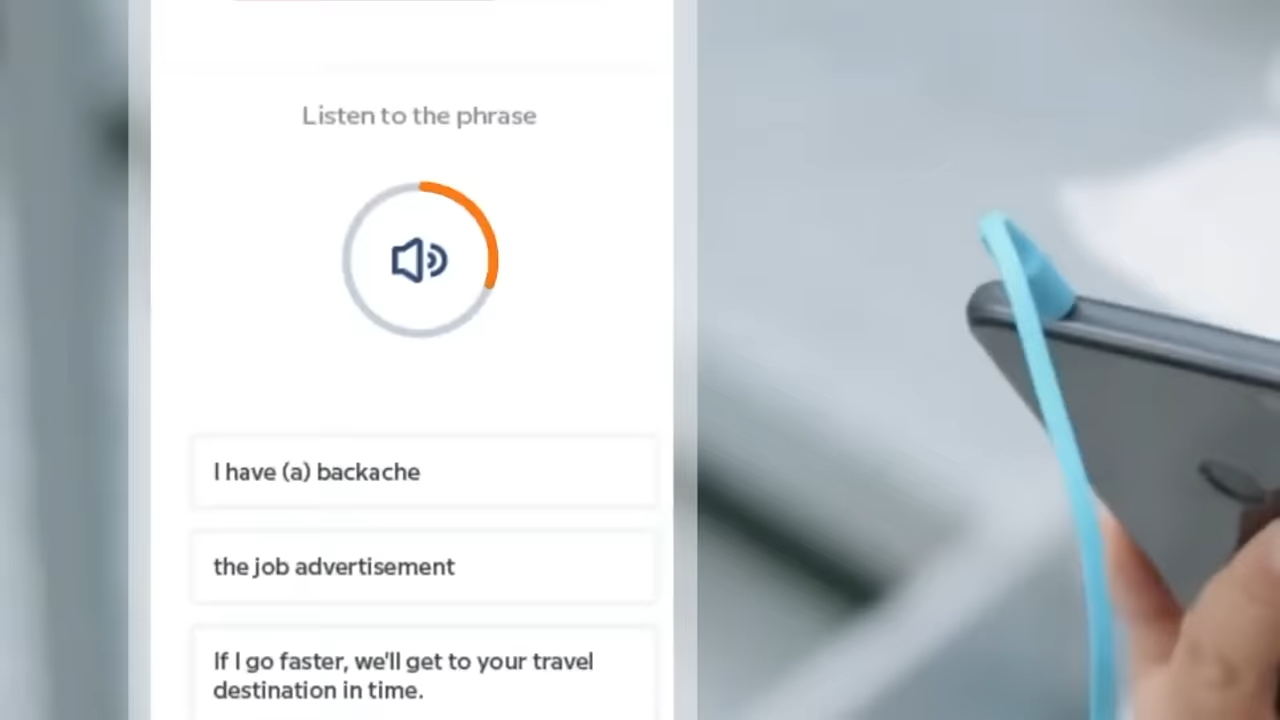 Listen to the phrase
I have (a) backache
the job advertisement
If I go faster, we'll get to your travel
destination in time.